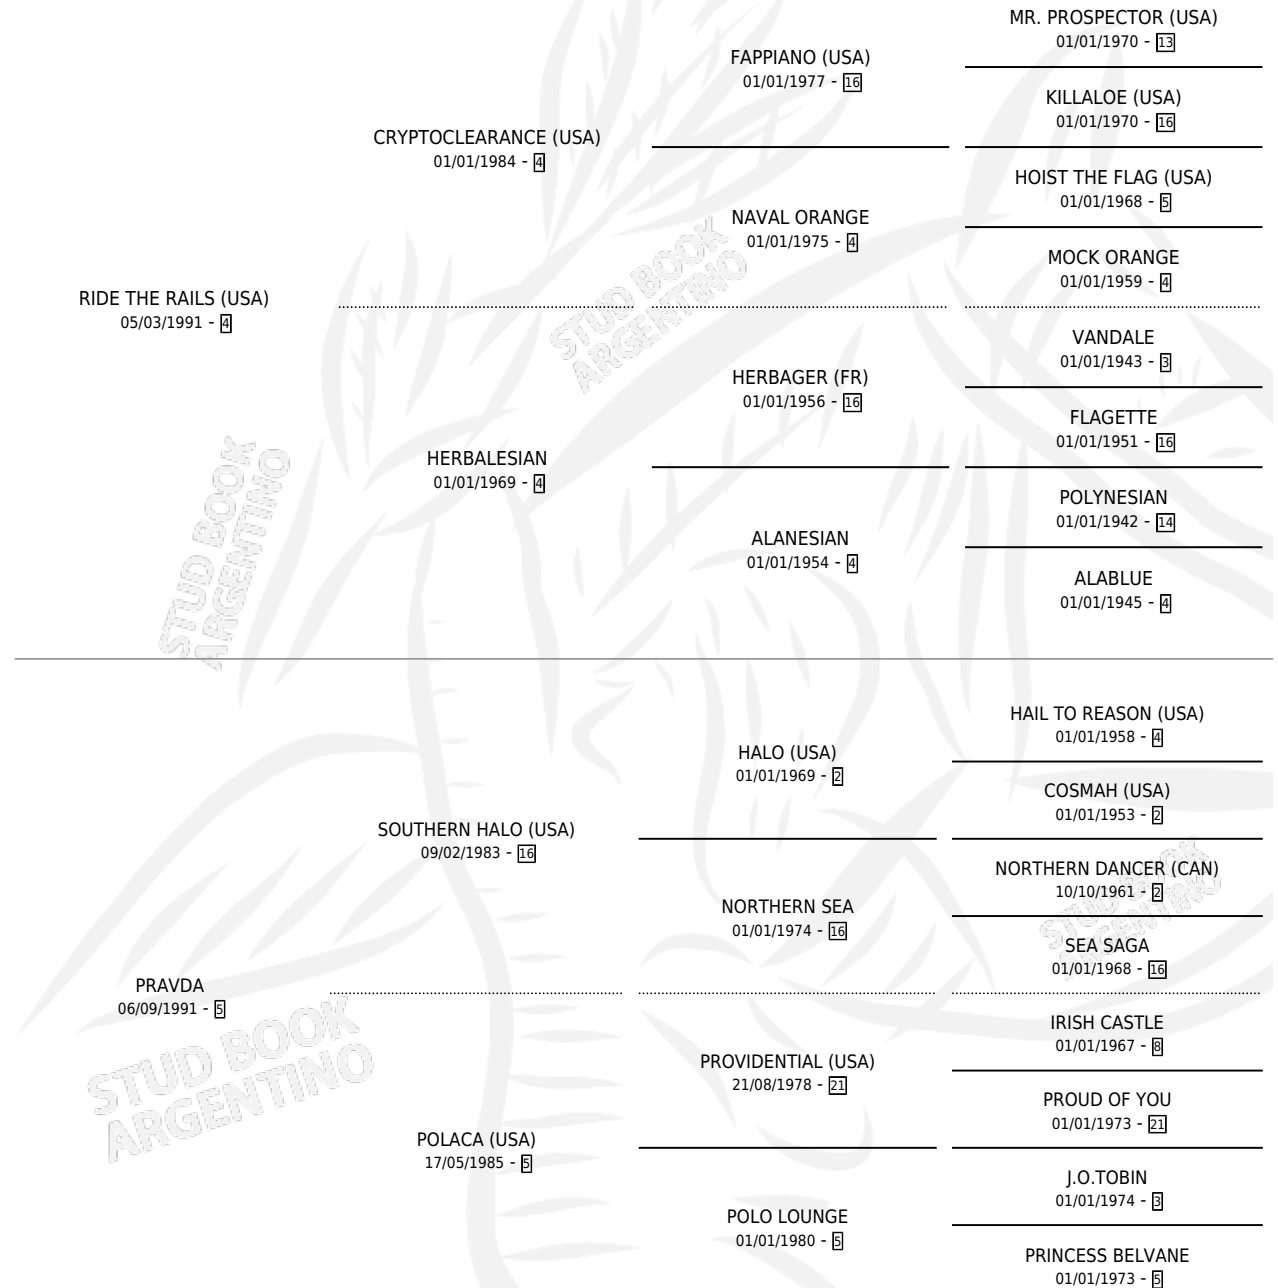 MR. PROSPECTOR (USA)
01/01/1970 - 13
FAPPIANO (USA)
01/01/1977 - 16
KILLALOE (USA)
01/01/1970 - 16
CRYPTOCLEARANCE (USA)
01/01/1984 - 4
HOIST THE FLAG (USA)
01/01/1968 - 5
NAVAL ORANGE
01/01/1975 - 4
MOCK ORANGE
01/01/1959 - 4
RIDE THE RAILS (USA)
05/03/1991 - 4
VANDALE
01/01/1943 - 3
HERBAGER (FR)
01/01/1956 - 16
FLAGETTE
01/01/1951 - 16
HERBALESIAN
01/01/1969 - 4
POLYNESIAN
01/01/1942 - 14
ALANESIAN
01/01/1954 - 4
ALABLUE
01/01/1945 - 4
STUD BOOK
ARGENTINO
STUD BOOK
ARGENTINO
HAIL TO REASON (USA)
01/01/1958 - 4
HALO (USA)
01/01/1969 - 2
COSMAH (USA)
01/01/1953 - 2
SOUTHERN HALO (USA)
09/02/1983 - 16
NORTHERN DANCER (CAN)
10/10/1961 - 2
NORTHERN SEA
01/01/1974 - 16
SEA SAGA
01/01/1968 - 16
STUD BOOK
ARGENTINO
PRAVDA
06/09/1991 - 5
IRISH CASTLE
01/01/1967 - 8
PROVIDENTIAL (USA)
21/08/1978 - 21
PROUD OF YOU
01/01/1973 - 21
STUD BOOK
ARGENTINO
POLACA (USA)
17/05/1985 - 5
J.O.TOBIN
01/01/1974 - 3
POLO LOUNGE
01/01/1980 - 5
PRINCESS BELVANE
01/01/1973 - 5